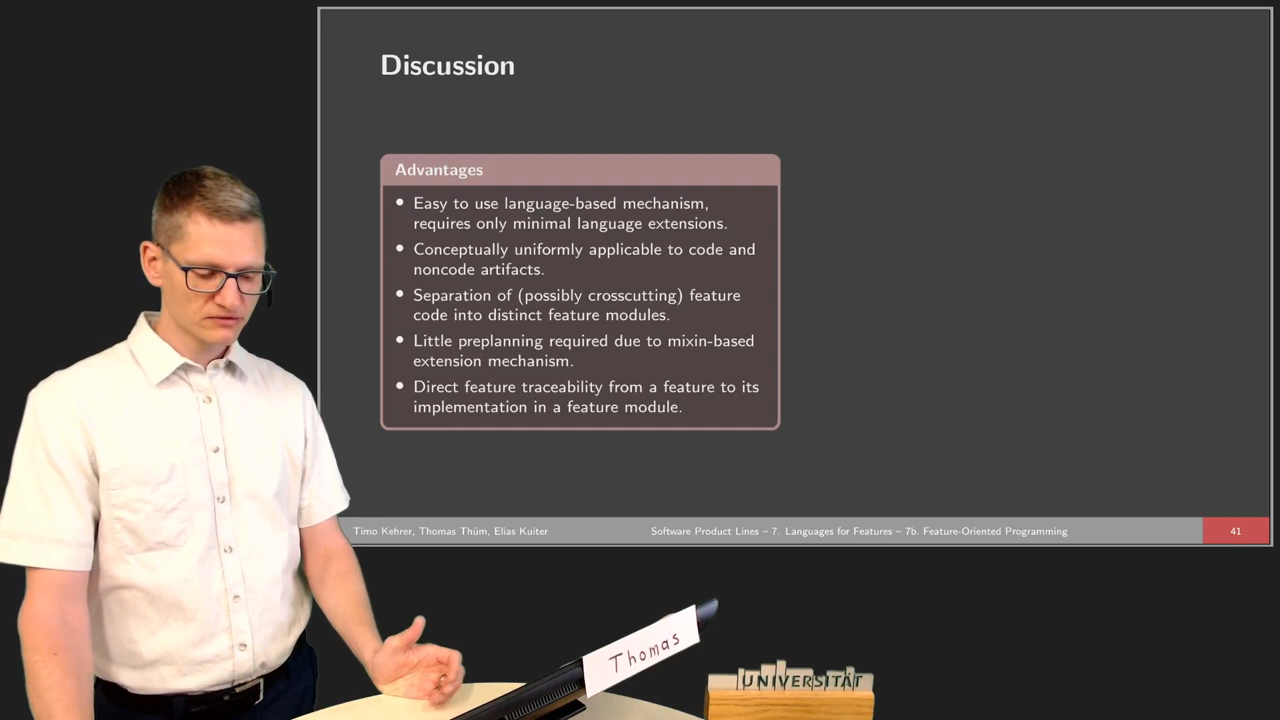 Discussion
Advantages
• Easy to use language-based mechanism,
requires only minimal language extensions.
• Conceptually uniformly applicable to code and
noncode artifacts.
• Separation of (possibly crosscutting) feature
code into distinct feature modules.
• Little preplanning required due to mixin-based
extension mechanism.
• Direct feature traceability from a feature to its
implementation in a feature module.
Timo Kehrer, Thomas Thüm, Elias Kuiter
Software Product Lines – 7. Languages for Features – 7b. Feature-Oriented Programming
41
Thomas
UNIVERSITÄT